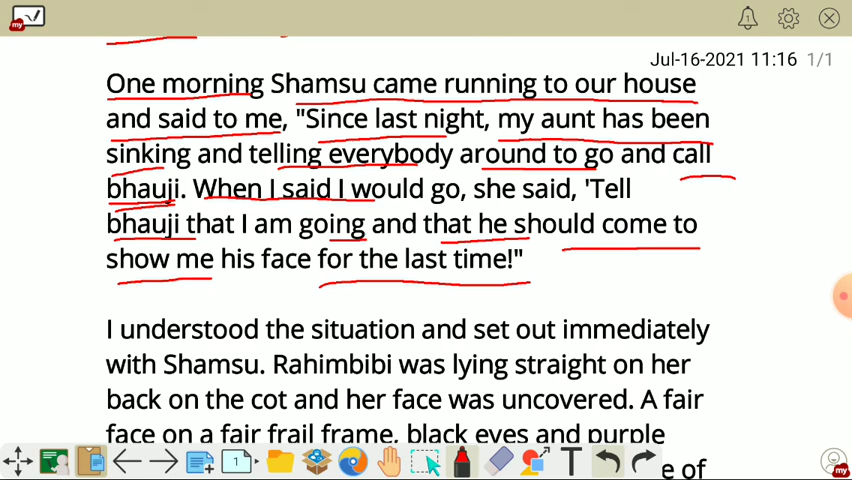 Jul-16-2021 11:16 1/1
One morning Shamsu came running to our house
and said to me, "Since last night, my aunt has been
sinking and telling everybody around to go and call
bhauji. When I said I would go, she said, 'Tell
bhauji that I am going and that he should come to
show me his face for the last time!"
I understood the situation and set out immediately
with Shamsu. Rahimbibi was lying straight on her
back on the cot and her face was uncovered. A fair
face on a fair frail frame, black eyes and purple
e of
my
1
1
T
my